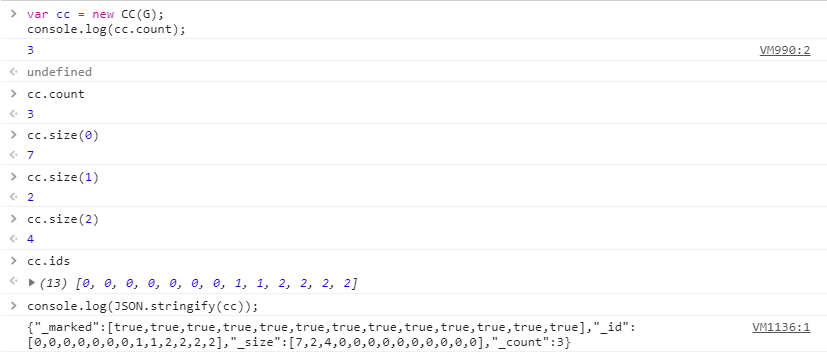 > var cc = new CC(G);
console.log(cc.count);
3 VM990:2
<· undefined
> cc.count
<· 3
> cc.size(0)
<· 7
> cc.size(1)
<· 2
> cc.size(2)
<· 4
> cc.ids
<· ▶ (13) [0, 0, 0, 0, 0, 0, 0, 1, 1, 2, 2, 2, 2]
> console.log(JSON.stringify(cc));
{"_marked":[true,true,true,true,true,true,true,true,true,true,true,true,true],"_id": VM1136:1
[0,0,0,0,0,0,0,1,1,2,2,2,2],"_size":[7,2,4,0,0,0,0,0,0,0,0,0,0],"_count":3}